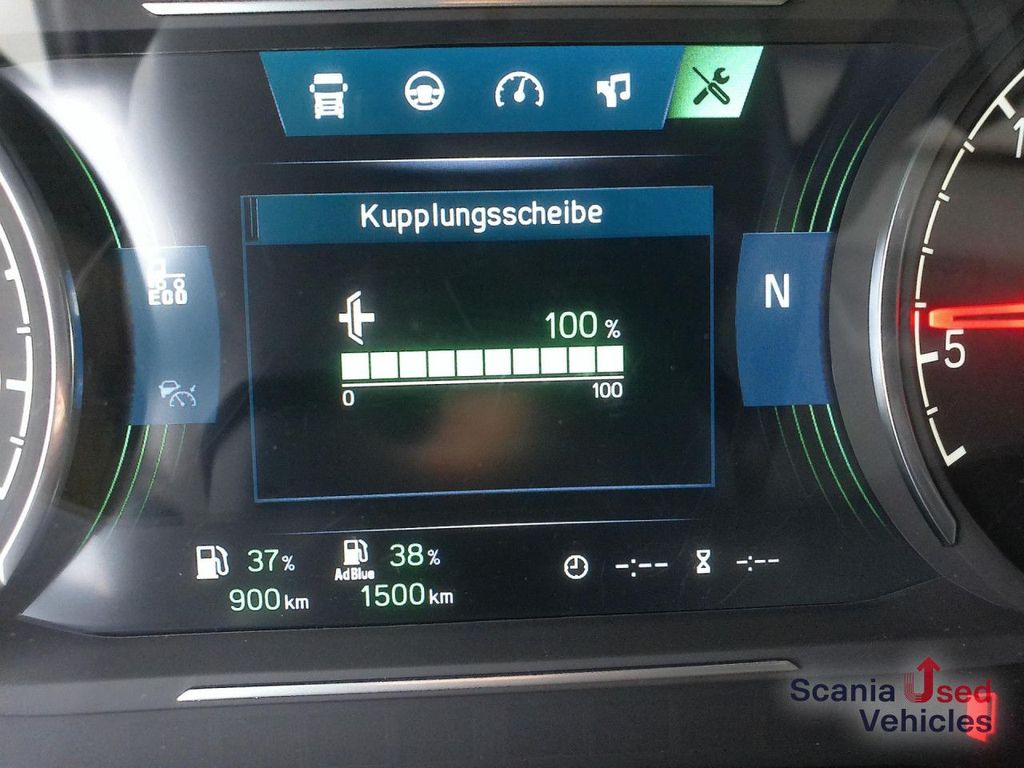 Kupplungsscheibe
ECO
N
100 %
0 100
5
37 %
900 km
AdBlue 38 %
1500 km
-:-- -:--
Scania Used
Vehicles